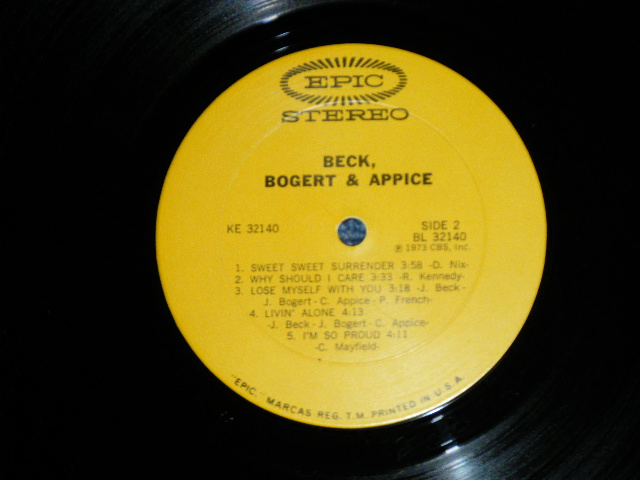 EPIC
STEREO
BECK,
BOGERT & APPICE
KE 32140
SIDE 2
BL 32140
℗ 1973 CBS, Inc.
1. SWEET SWEET SURRENDER 3:58 -D. Nix-
2. WHY SHOULD I CARE 3:33 -R. Kennedy-
3. LOSE MYSELF WITH YOU 3:18 -J. Beck-
J. Bogert - C. Appice - P. French-
4. LIVIN' ALONE 4:13
-J. Beck - J. Bogert - C. Appice-
5. I'M SO PROUD 4:11
-C. Mayfield-
"EPIC," MARCAS REG. T.M. PRINTED IN U.S.A.